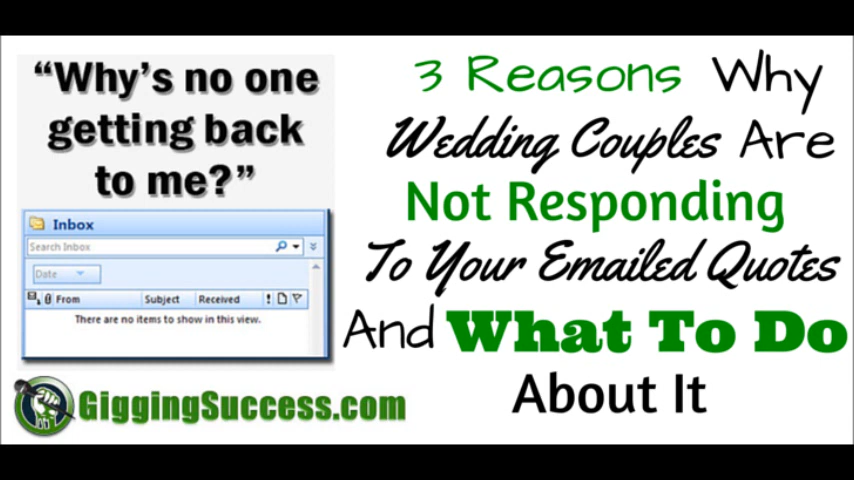 “Why’s no one
getting back
to me?”
Inbox
Search Inbox
Date
From Subject Received !
There are no items to show in this view.
GiggingSuccess.com
3 Reasons Why
Wedding Couples Are
Not Responding
To Your Emailed Quotes
And What To Do
About It